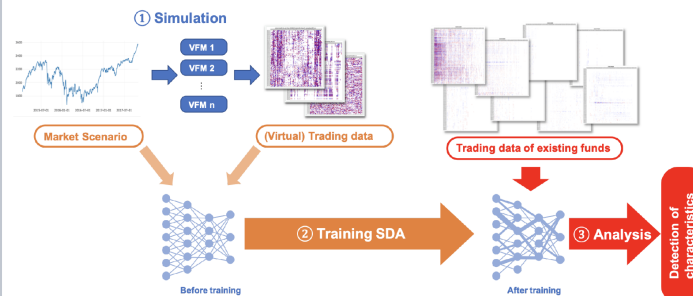 ① Simulation
VFM 1
VFM 2
⋮
VFM n
Market Scenario
(Virtual) Trading data
Trading data of existing funds
② Training SDA
③ Analysis
Detection of
characteristics
Before training
After training